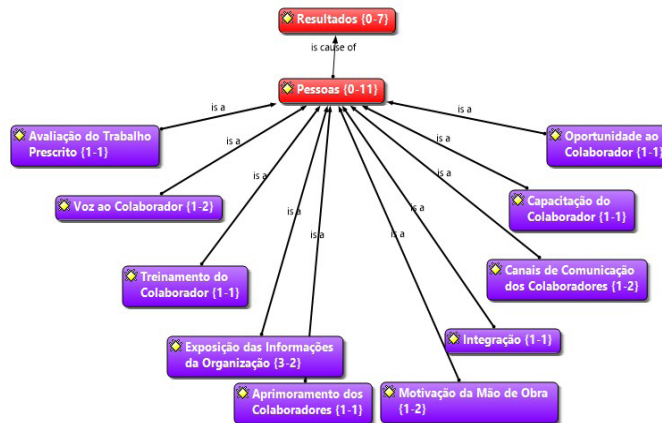 Resultados {0-7}
is cause of
Pessoas {0-11}
is a
is a
Avaliação do Trabalho
Prescrito {1-1}
is a
Oportunidade ao
Colaborador {1-1}
is a
is a
is a
is a
Voz ao Colaborador {1-2}
Capacitação do
Colaborador {1-1}
is a
is a
is a
is a
Treinamento do
Colaborador {1-1}
Canais de Comunicação
dos Colaboradores {1-2}
Exposição das Informações
da Organização {3-2}
Integração {1-1}
Aprimoramento dos
Colaboradores {1-1}
Motivação da Mão de Obra
{1-2}